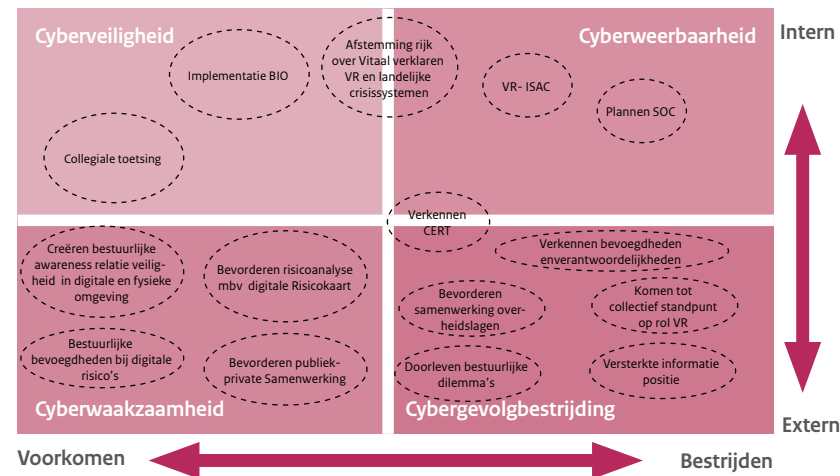 Cyberveiligheid
Implementatie BIO
Collegiale toetsing
Afstemming rijk
over Vitaal verklaren
VR en landelijke
crisissystemen
Cyberweerbaarheid
VR- ISAC
Plannen SOC
Intern
Verkennen
CERT
Creëren bestuurlijke
awareness relatie veilig-
heid in digitale en fysieke
omgeving
Bevorderen risicoanalyse
mbv digitale Risicokaart
Bestuurlijke
bevoegdheden bij digitale
risico's
Bevorderen publiek-
private Samenwerking
Cyberwaakzaamheid
Verkennen bevoegdheden
enverantwoordelijkheden
Bevorderen
samenwerking over-
heidslagen
Komen tot
collectief standpunt
op rol VR
Doorleven bestuurlijke
dilemma's
Versterkte informatie
positie
Cybergevolgbestrijding
Extern
Voorkomen
Bestrijden